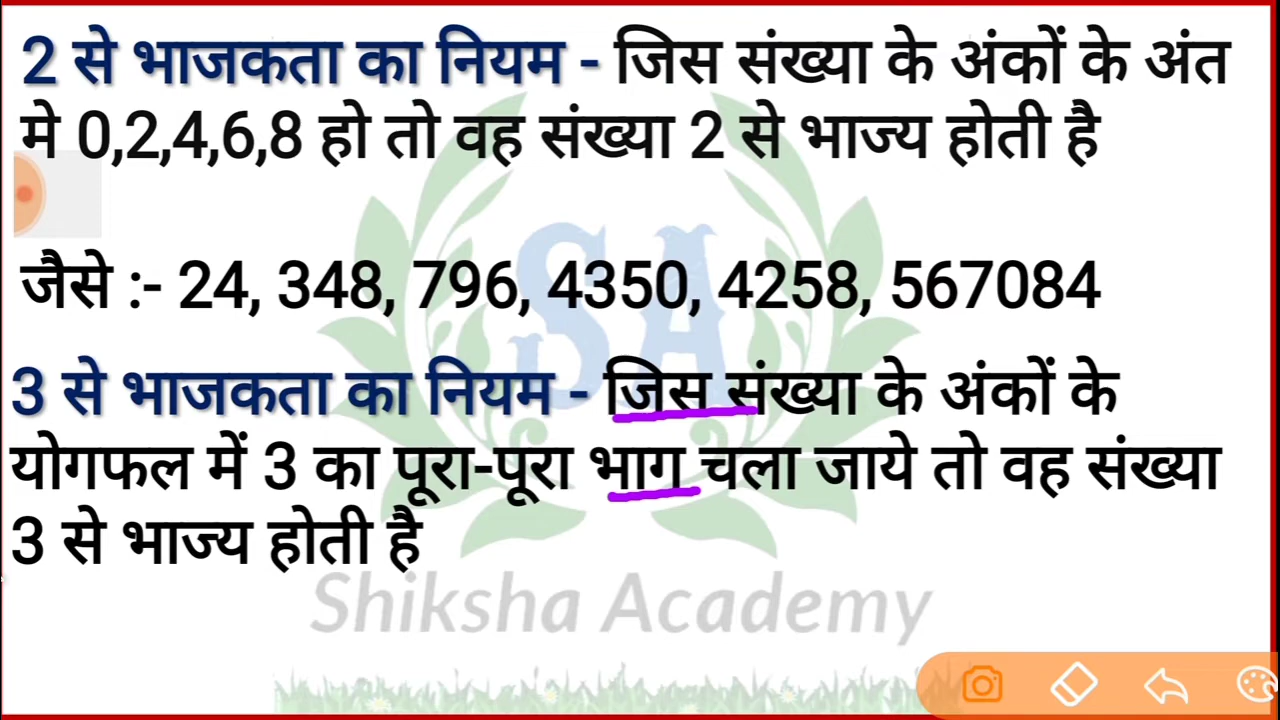 2 से भाजकता का नियम - जिस संख्या के अंकों के अंत
मे 0,2,4,6,8 हो तो वह संख्या 2 से भाज्य होती है
जैसे :- 24, 348, 796, 4350, 4258, 567084
3 से भाजकता का नियम - जिस संख्या के अंकों के
योगफल में 3 का पूरा-पूरा भाग चला जाये तो वह संख्या
3 से भाज्य होती है
SA
Shiksha Academy